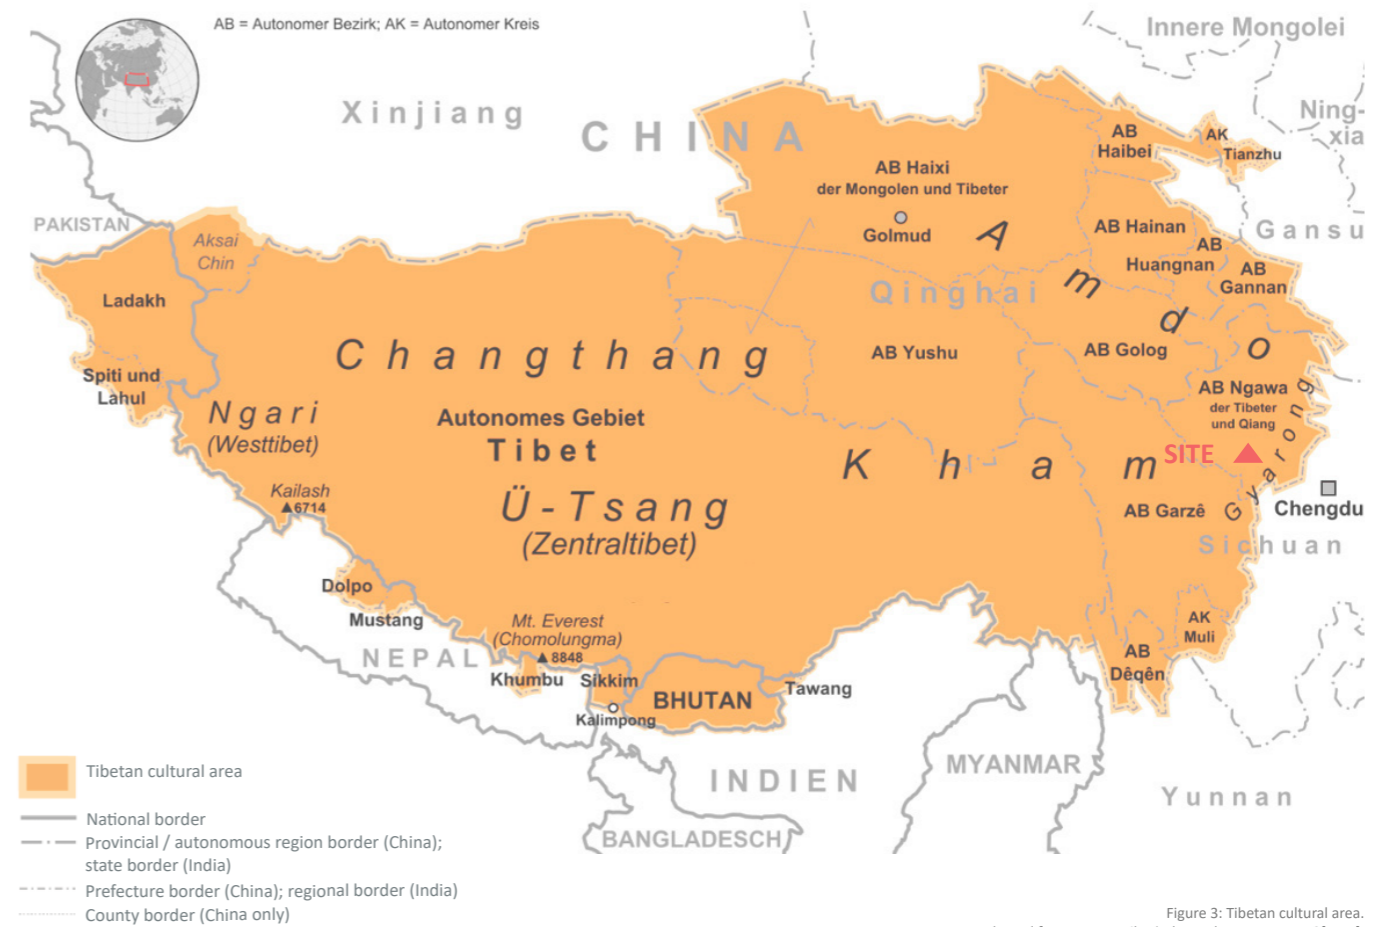 AB = Autonomer Bezirk; AK = Autonomer Kreis
Innere Mongolei
Xinjiang
CHINA
Ning-
xia
AB
Haibei
AK
Tianzhu
AB Haixi
der Mongolen und Tibeter
Golmud
PAKISTAN
Aksai
Chin
Gansu
AB Hainan
AB
Huangnan
AB
Gannan
Amdo
Ladakh
Qinghai
Changthang
AB Yushu
AB Golog
Spiti und
Lahul
AB Ngawa
der Tibeter
und Qiang
Ngari
(Westtibet)
Autonomes Gebiet
Tibet
Kham
SITE
Gyarong
Kailash
6714
Ü-Tsang
(Zentraltibet)
AB Garzê
Chengdu
Sichuan
Dolpo
Mustang
Mt. Everest
(Chomolungma)
8848
AK
Muli
NEPAL
Khumbu
Sikkim
BHUTAN
Tawang
AB
Dêqên
Kalimpong
INDIEN
MYANMAR
Yunnan
BANGLADESCH
Tibetan cultural area
National border
Provincial / autonomous region border (China);
state border (India)
Prefecture border (China); regional border (India)
County border (China only)
Figure 3: Tibetan cultural area.